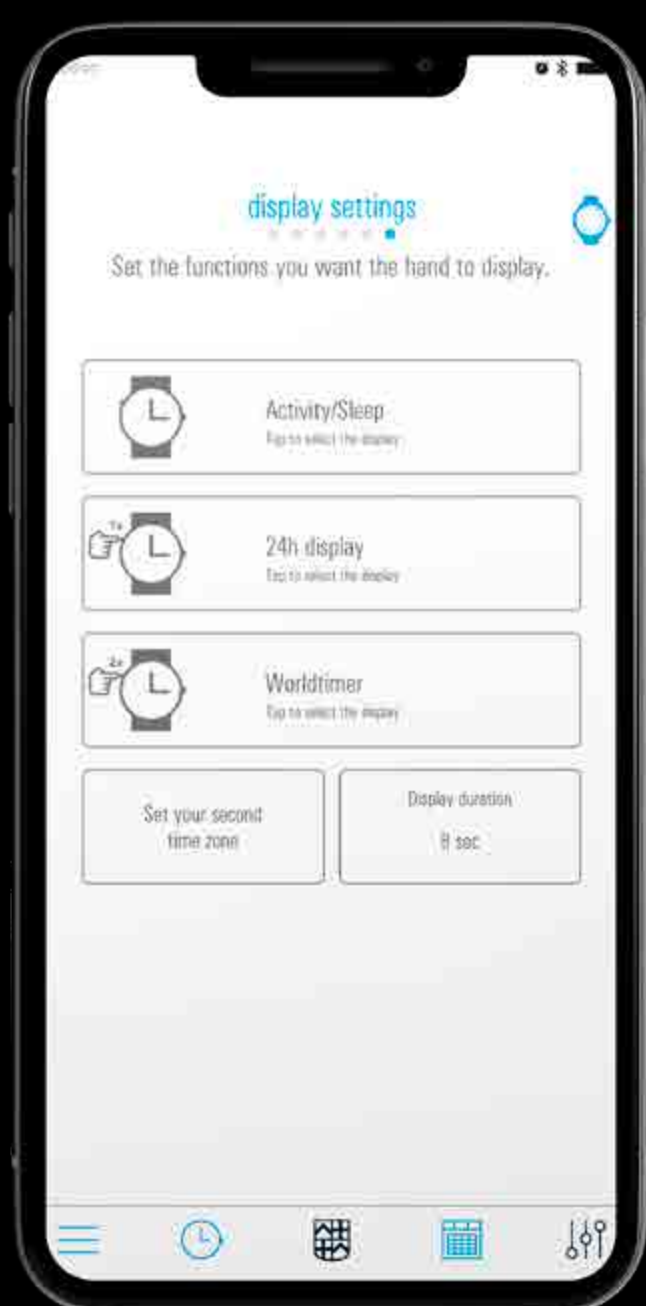 display settings
Set the functions you want the hand to display.
Activity/Sleep
Tap to select the display
1x
24h display
Tap to select the display
2x
Worldtimer
Tap to select the display
Set your second
time zone
Display duration
8 sec